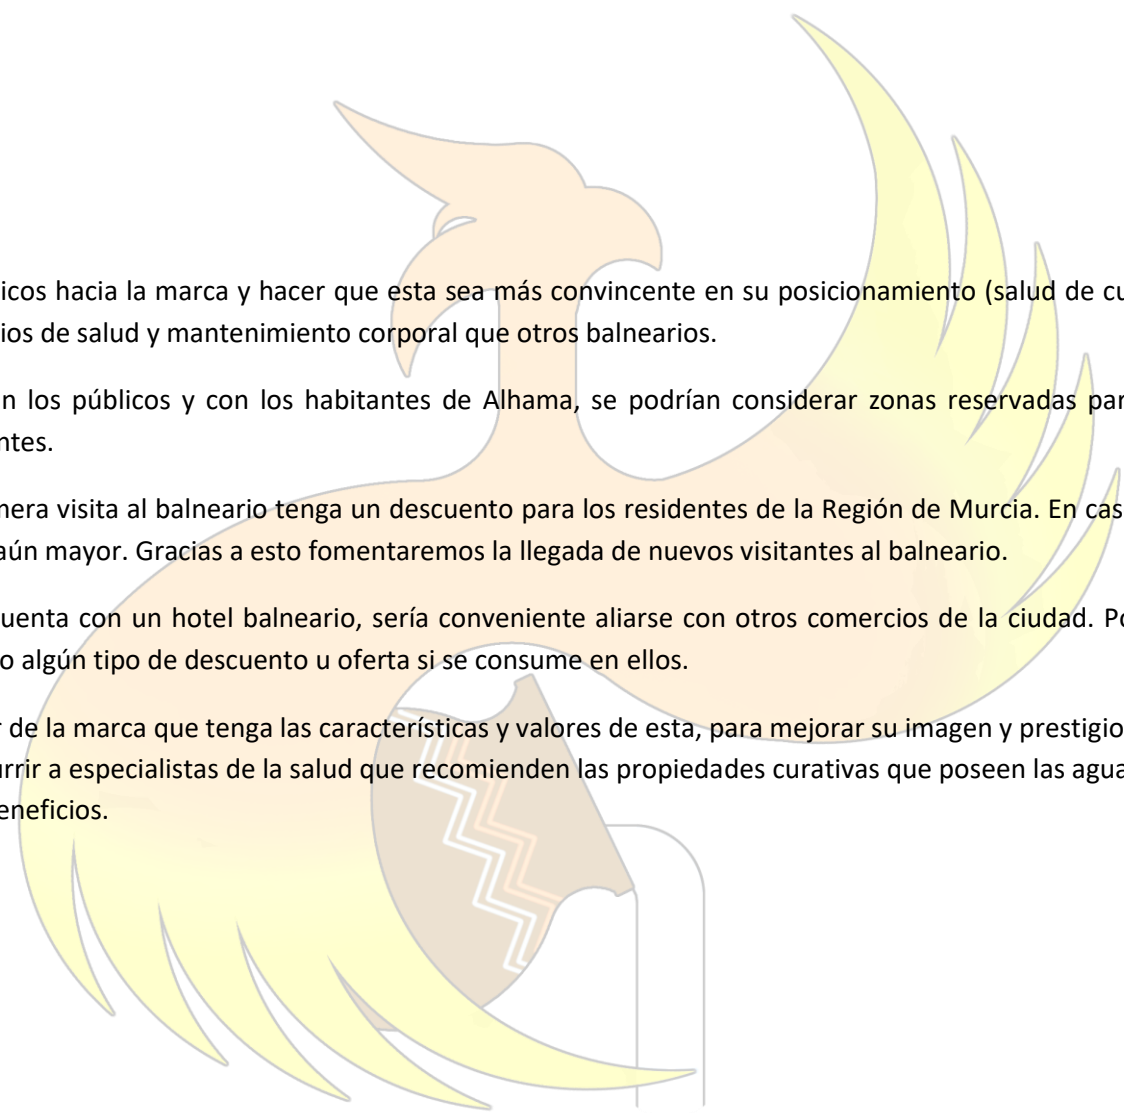 icos hacia la marca y hacer que esta sea más convincente en su posicionamiento (salud de cu
ios de salud y mantenimiento corporal que otros balnearios.
n los públicos y con los habitantes de Alhama, se podrían considerar zonas reservadas par
ntes.
nera visita al balneario tenga un descuento para los residentes de la Región de Murcia. En cas
aún mayor. Gracias a esto fomentaremos la llegada de nuevos visitantes al balneario.
uenta con un hotel balneario, sería conveniente aliarse con otros comercios de la ciudad. Po
o algún tipo de descuento u oferta si se consume en ellos.
r de la marca que tenga las características y valores de esta, para mejorar su imagen y prestigio
urrir a especialistas de la salud que recomienden las propiedades curativas que poseen las agua
eneficios.